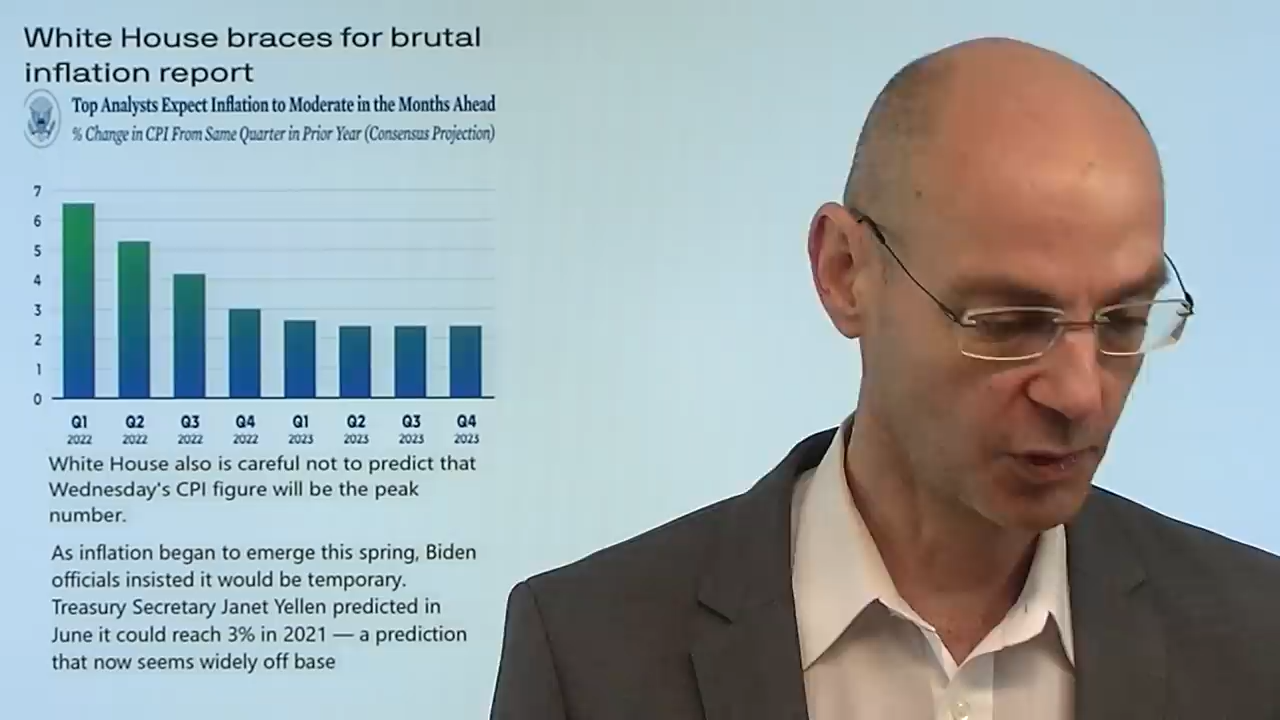 White House braces for brutal
inflation report
Top Analysts Expect Inflation to Moderate in the Months Ahead
% Change in CPI From Same Quarter in Prior Year (Consensus Projection)
7
6
5
4
3
2
1
0
Q1 Q2 Q3 Q4 Q1 Q2 Q3 Q4
2022 2022 2022 2022 2023 2023 2023 2023
White House also is careful not to predict that
Wednesday's CPI figure will be the peak
number.
As inflation began to emerge this spring, Biden
officials insisted it would be temporary.
Treasury Secretary Janet Yellen predicted in
June it could reach 3% in 2021 — a prediction
that now seems widely off base